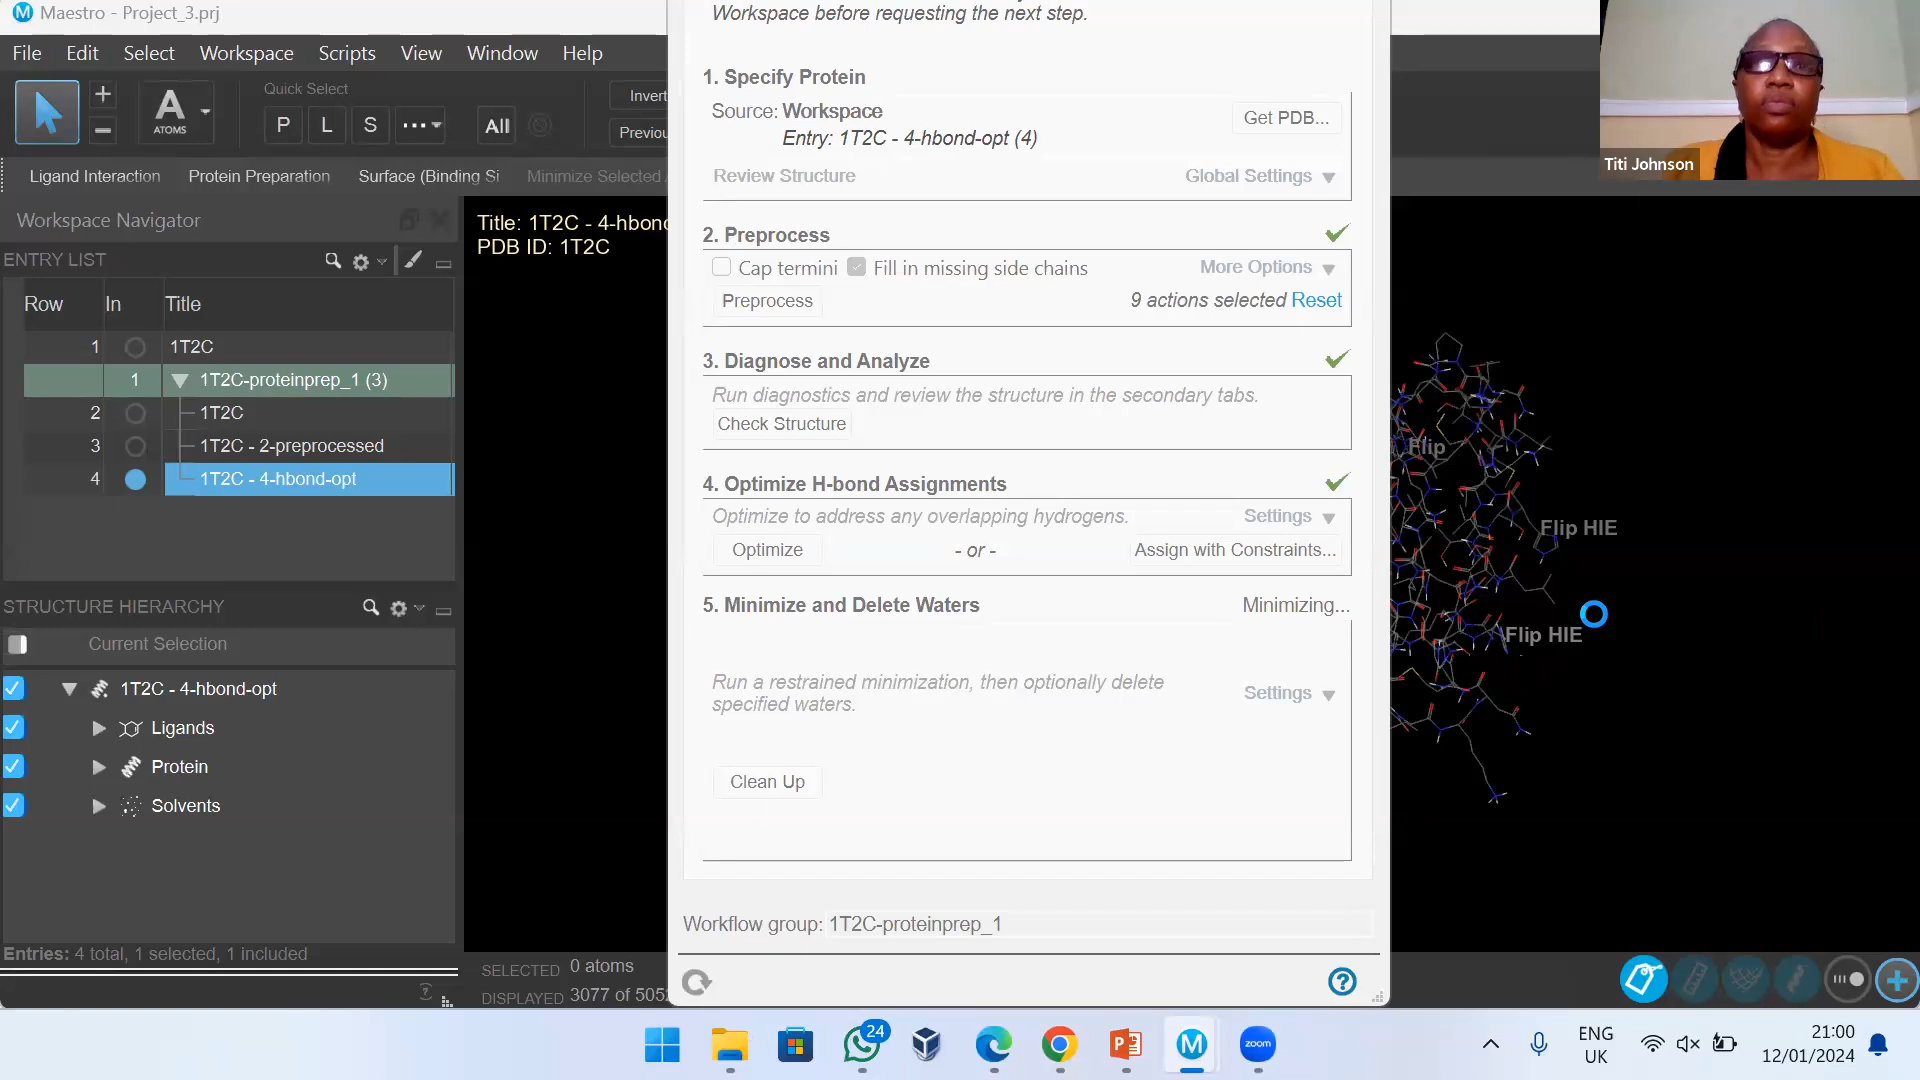 Maestro - Project_3.prj
File Edit Select Workspace Scripts View Window Help
Quick Select
ATOMS
P L S ... All
Invert
Previou
Ligand Interaction Protein Preparation Surface (Binding Si Minimize Selected
Workspace Navigator
ENTRY LIST
Row In Title
1 1T2C
1 1T2C-proteinprep_1 (3)
2 1T2C
3 1T2C - 2-preprocessed
4 1T2C - 4-hbond-opt
STRUCTURE HIERARCHY
Current Selection
1T2C - 4-hbond-opt
Ligands
Protein
Solvents
Entries: 4 total, 1 selected, 1 included
Title: 1T2C - 4-hbond
PDB ID: 1T2C
SELECTED 0 atoms
DISPLAYED 3077 of 5052
Workspace before requesting the next step.
1. Specify Protein
Source: Workspace
Get PDB...
Entry: 1T2C - 4-hbond-opt (4)
Review Structure Global Settings
2. Preprocess
Cap termini Fill in missing side chains More Options
Preprocess 9 actions selected Reset
3. Diagnose and Analyze
Run diagnostics and review the structure in the secondary tabs.
Check Structure
4. Optimize H-bond Assignments
Optimize to address any overlapping hydrogens. Settings
Optimize - or - Assign with Constraints...
5. Minimize and Delete Waters Minimizing...
Run a restrained minimization, then optionally delete
specified waters.
Settings
Clean Up
Workflow group: 1T2C-proteinprep_1
Flip
Flip HIE
Flip HIE
Titi Johnson
24
zoom
ENG
UK
21:00
12/01/2024